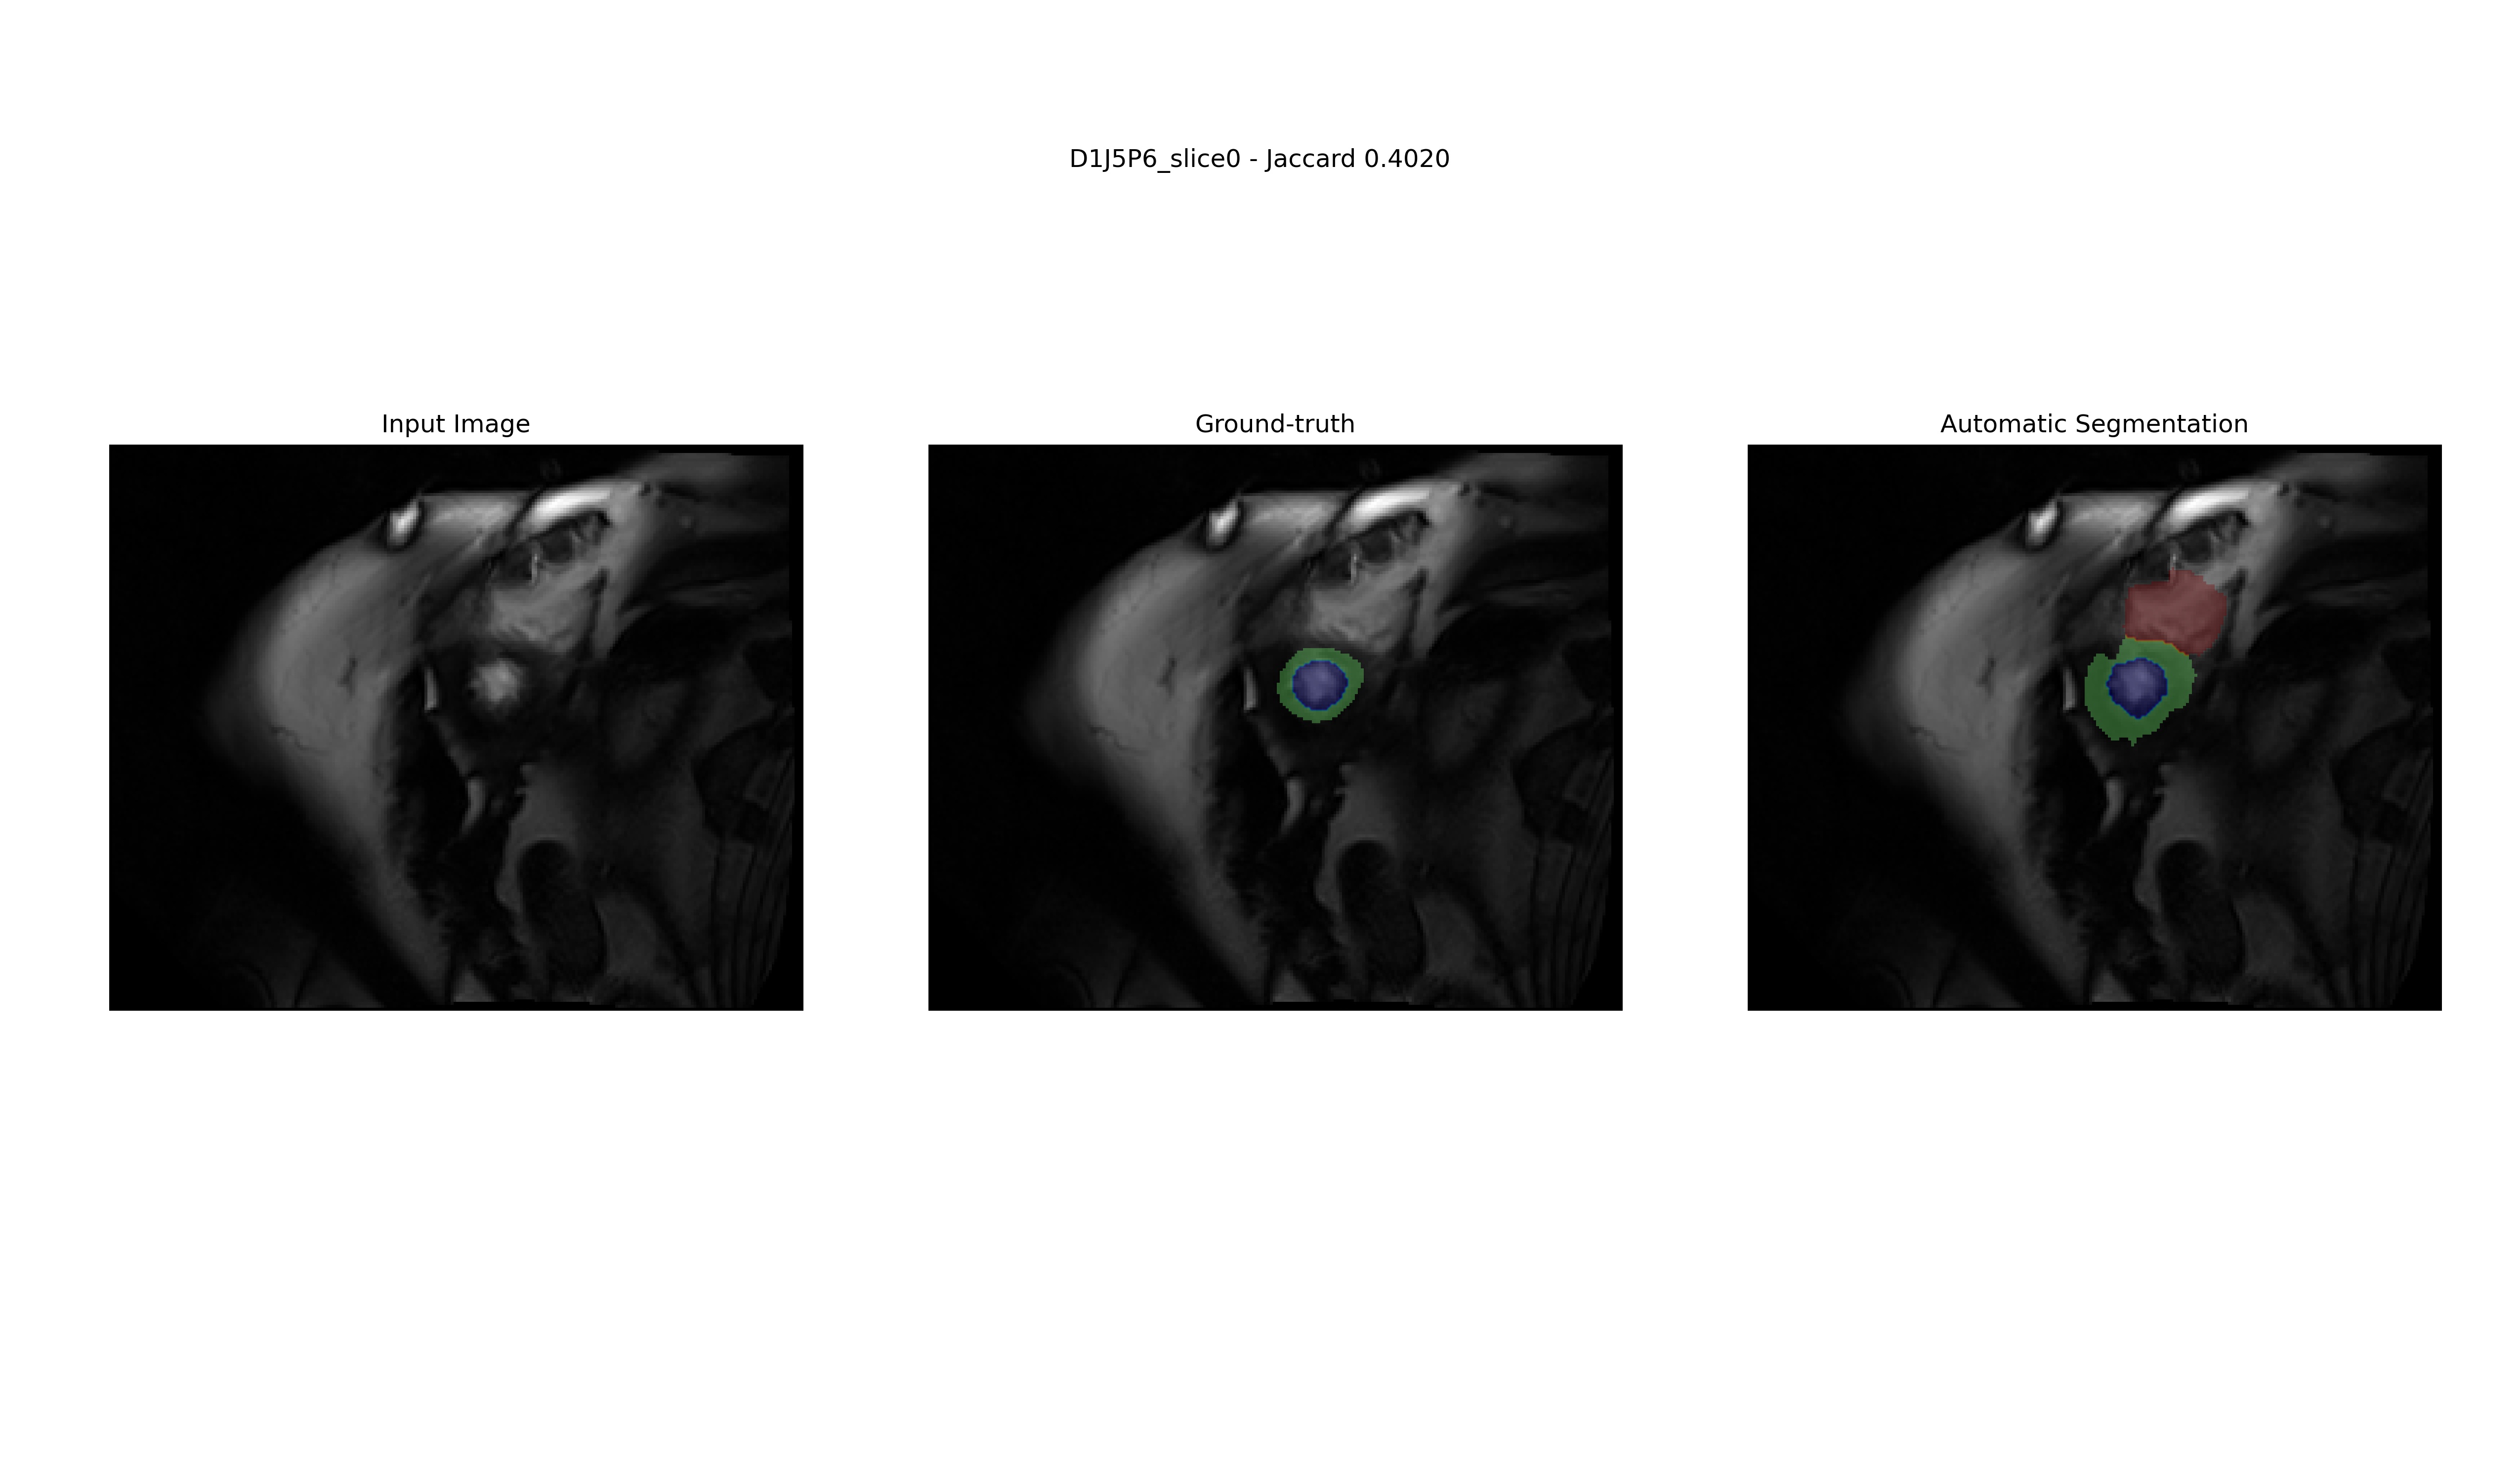 D1J5P6_slice0 - Jaccard 0.4020
Input Image
Ground-truth
Automatic Segmentation